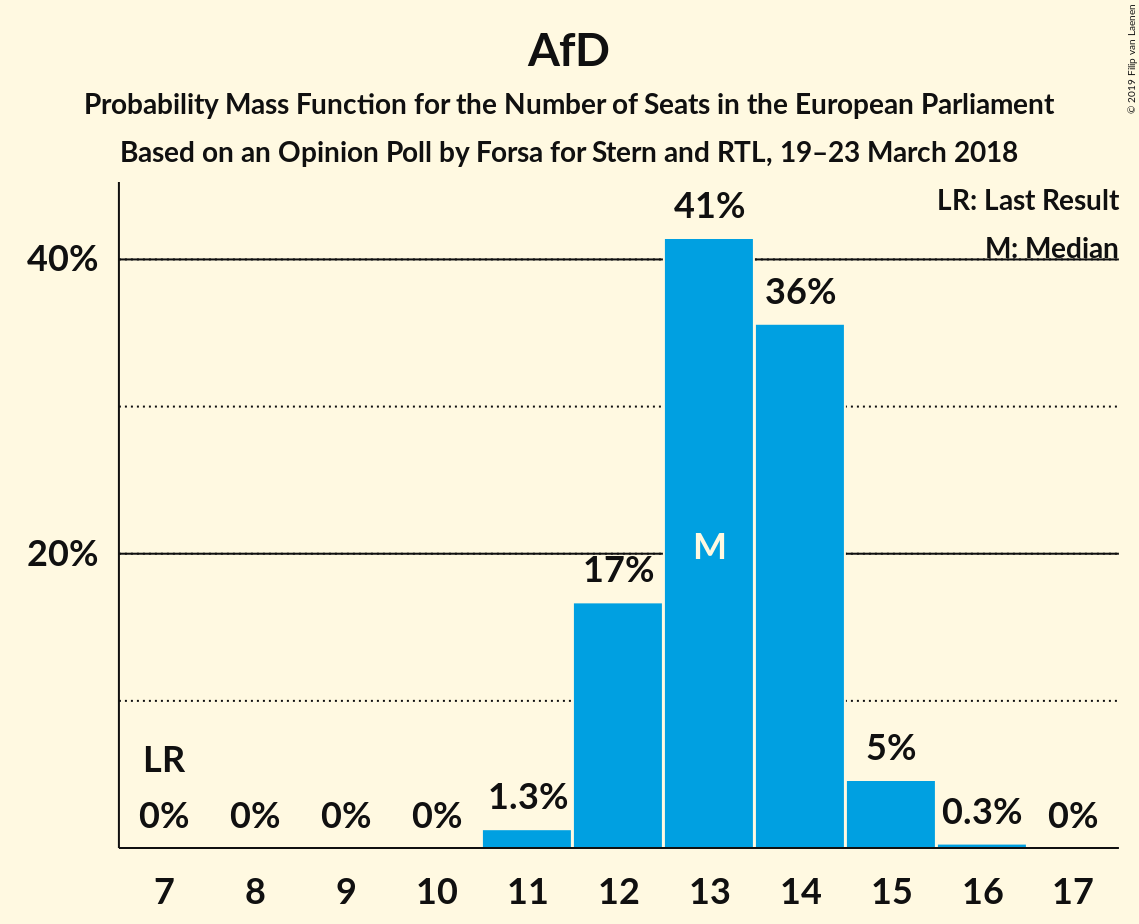 AfD
Probability Mass Function for the Number of Seats in the European Parliament
Based on an Opinion Poll by Forsa for Stern and RTL, 19–23 March 2018
© 2019 Filip van Laenen
LR: Last Result
M: Median
40%
20%
41%
36%
M
17%
LR
5%
1.3%
0.3%
0%
0%
0%
0%
0%
7 8 9 10 11 12 13 14 15 16 17